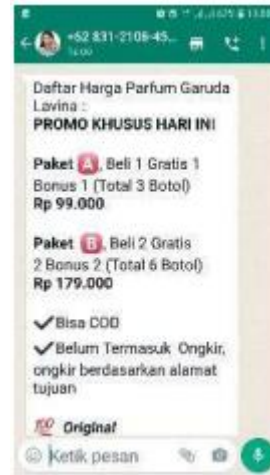 +62 831-2106-45...
Daftar Harga Parfum Garuda
Lavina :
PROMO KHUSUS HARI INI
Paket A, Beli 1 Gratis 1
Bonus 1 (Total 3 Botol)
Rp 99.000
Paket B, Beli 2 Gratis
2 Bonus 2 (Total 6 Botol)
Rp 179.000
✔Bisa COD
✔Belum Termasuk Ongkir,
ongkir berdasarkan alamat
tujuan
💯 Original
Ketik pesan